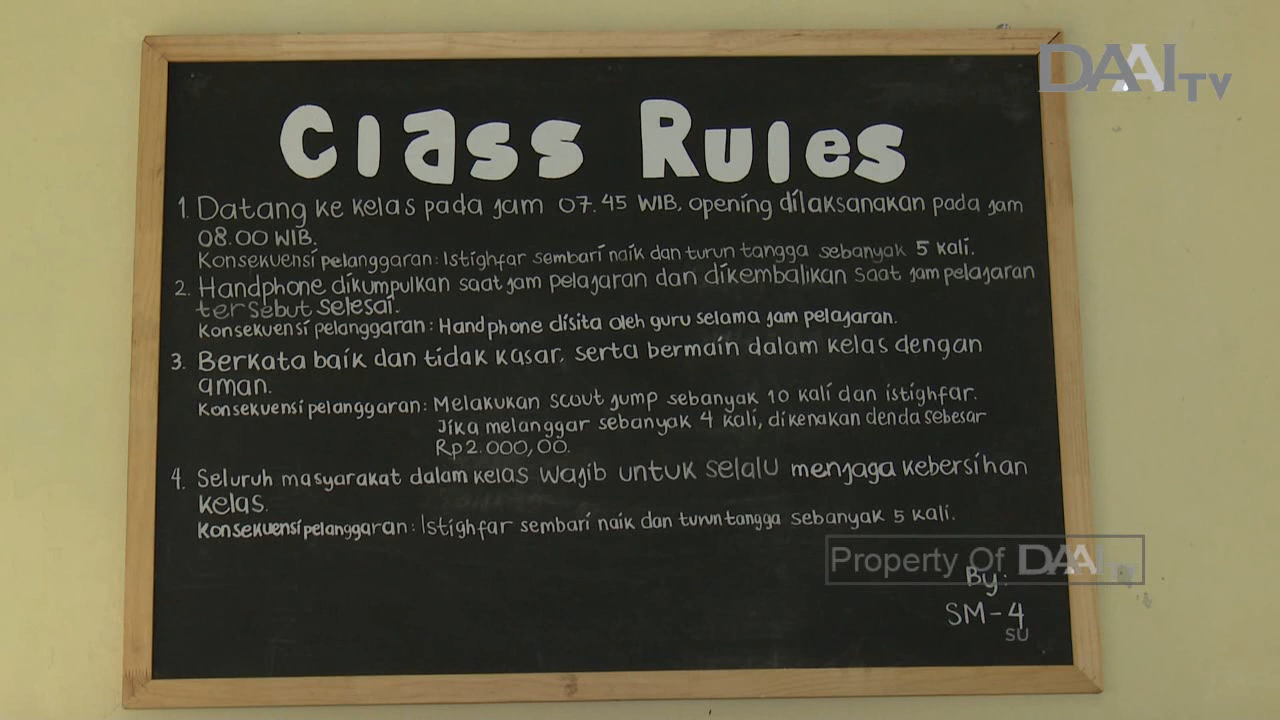 DAAI TV
Class Rules
1. Datang ke kelas pada jam 07.45 WIB, opening dilaksanakan pada jam
08.00 WIB.
Konsekuensi pelanggaran: Istighfar sembari naik dan turun tangga sebanyak 5 kali.
2. Handphone dikumpulkan saat jam pelajaran dan dikembalikan saat jam pelajaran
tersebut selesai.
Konsekuensi pelanggaran: Handphone disita oleh guru selama jam pelajaran.
3. Berkata baik dan tidak kasar, serta bermain dalam kelas dengan
aman.
Konsekuensi pelanggaran: Melakukan scout jump sebanyak 10 kali dan istighfar.
Jika melanggar sebanyak 4 kali, dikenakan denda sebesar
Rp2.000,00.
4. Seluruh masyarakat dalam kelas wajib untuk selalu menjaga kebersihan
kelas.
Konsekuensi pelanggaran: Istighfar sembari naik dan turun tangga sebanyak 5 kali.
Property Of DAAI TV
By:
SM-4
SU